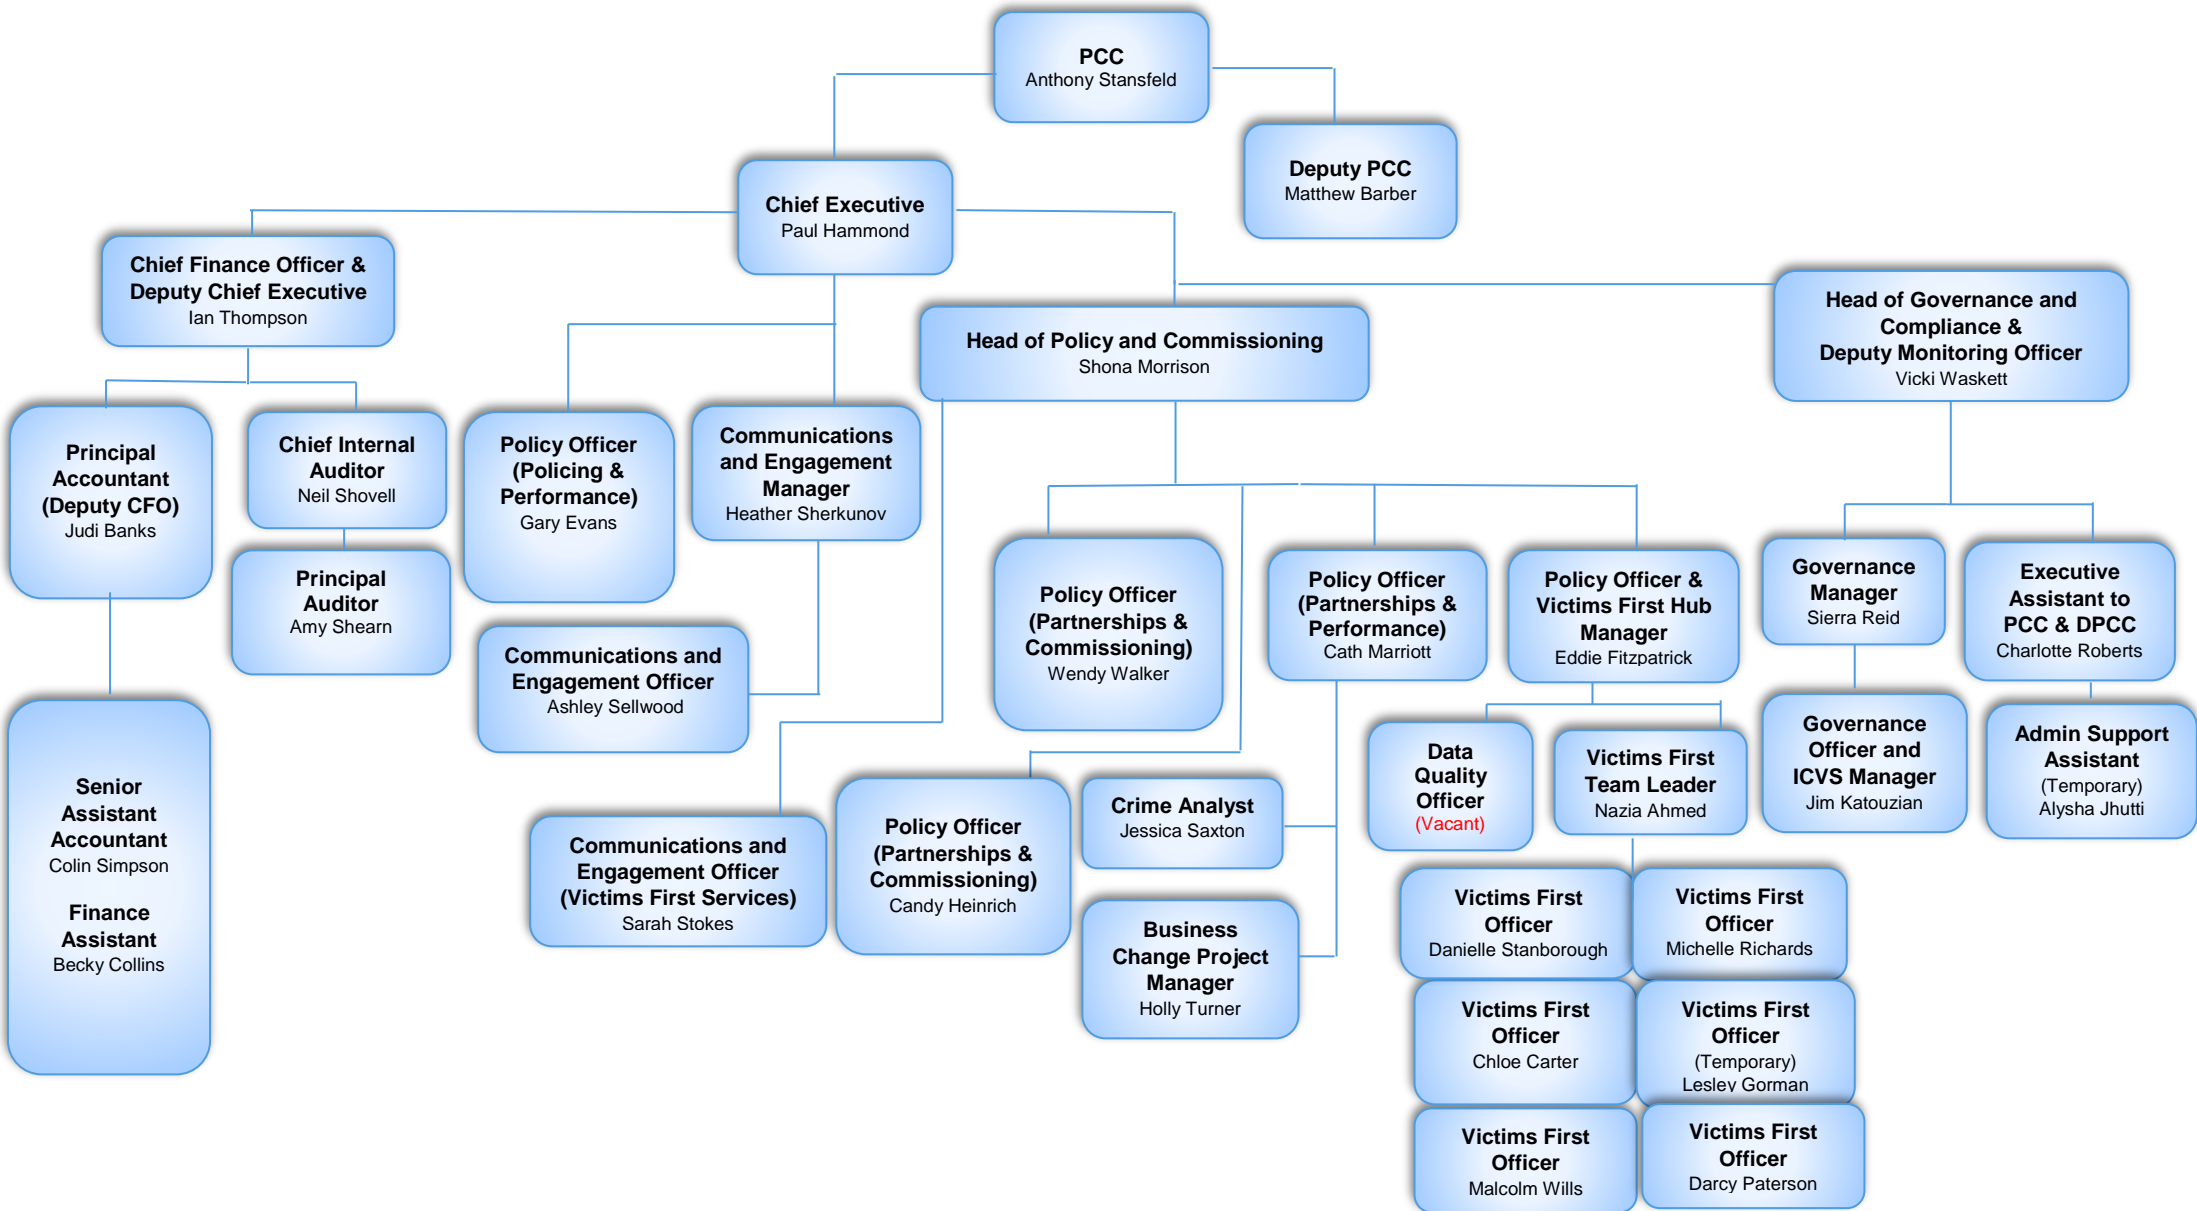 PCC
Anthony Stansfeld
Deputy PCC
Matthew Barber
Chief Executive
Paul Hammond
Chief Finance Officer &
Deputy Chief Executive
Ian Thompson
Head of Policy and Commissioning
Shona Morrison
Head of Governance and
Compliance &
Deputy Monitoring Officer
Vicki Waskett
Principal
Accountant
(Deputy CFO)
Judi Banks
Chief Internal
Auditor
Neil Shovell
Principal
Auditor
Amy Shearn
Policy Officer
(Policing &
Performance)
Gary Evans
Communications
and Engagement
Manager
Heather Sherkunov
Communications and
Engagement Officer
Ashley Sellwood
Policy Officer
(Partnerships &
Commissioning)
Wendy Walker
Policy Officer
(Partnerships &
Performance)
Cath Marriott
Policy Officer &
Victims First Hub
Manager
Eddie Fitzpatrick
Governance
Manager
Sierra Reid
Executive
Assistant to
PCC & DPCC
Charlotte Roberts
Senior
Assistant
Accountant
Colin Simpson
Finance
Assistant
Becky Collins
Communications and
Engagement Officer
(Victims First Services)
Sarah Stokes
Policy Officer
(Partnerships &
Commissioning)
Candy Heinrich
Crime Analyst
Jessica Saxton
Business
Change Project
Manager
Holly Turner
Data
Quality
Officer
(Vacant)
Victims First
Team Leader
Nazia Ahmed
Governance
Officer and
ICVS Manager
Jim Katouzian
Admin Support
Assistant
(Temporary)
Alysha Jhutti
Victims First
Officer
Danielle Stanborough
Victims First
Officer
Michelle Richards
Victims First
Officer
Chloe Carter
Victims First
Officer
(Temporary)
Lesley Gorman
Victims First
Officer
Malcolm Wills
Victims First
Officer
Darcy Paterson